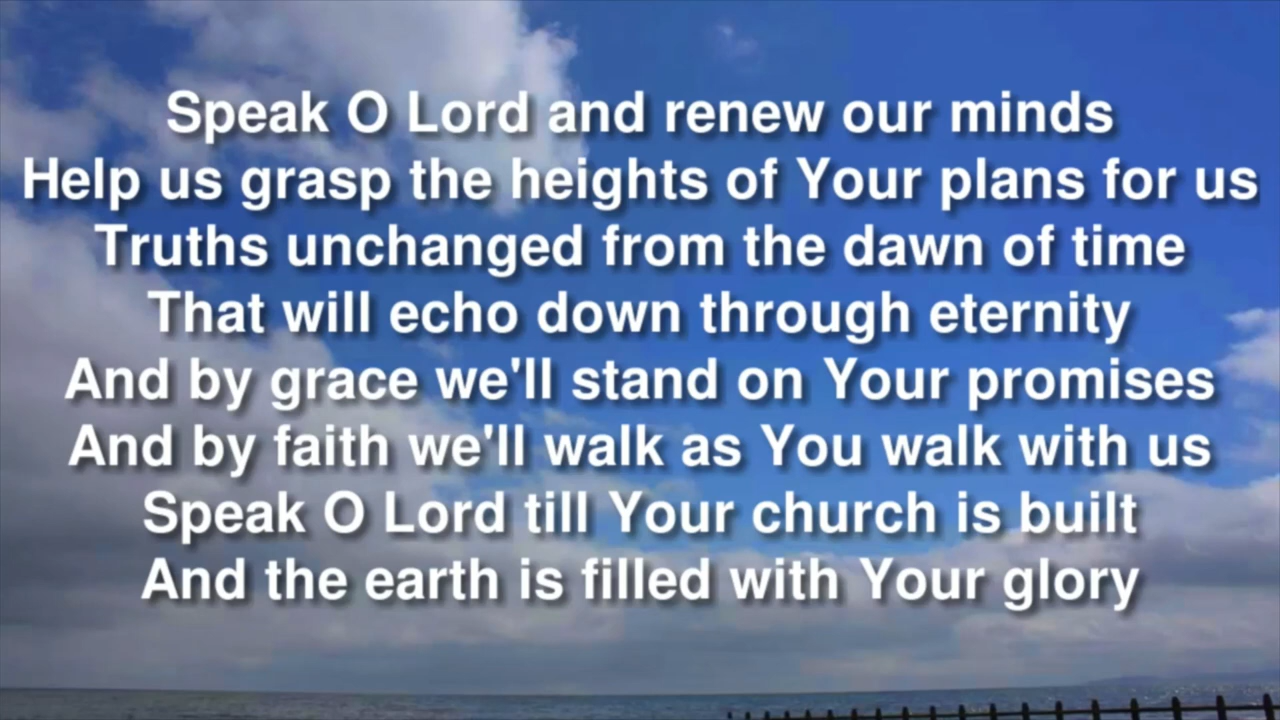 Speak O Lord and renew our minds
Help us grasp the heights of Your plans for us
Truths unchanged from the dawn of time
That will echo down through eternity
And by grace we'll stand on Your promises
And by faith we'll walk as You walk with us
Speak O Lord till Your church is built
And the earth is filled with Your glory